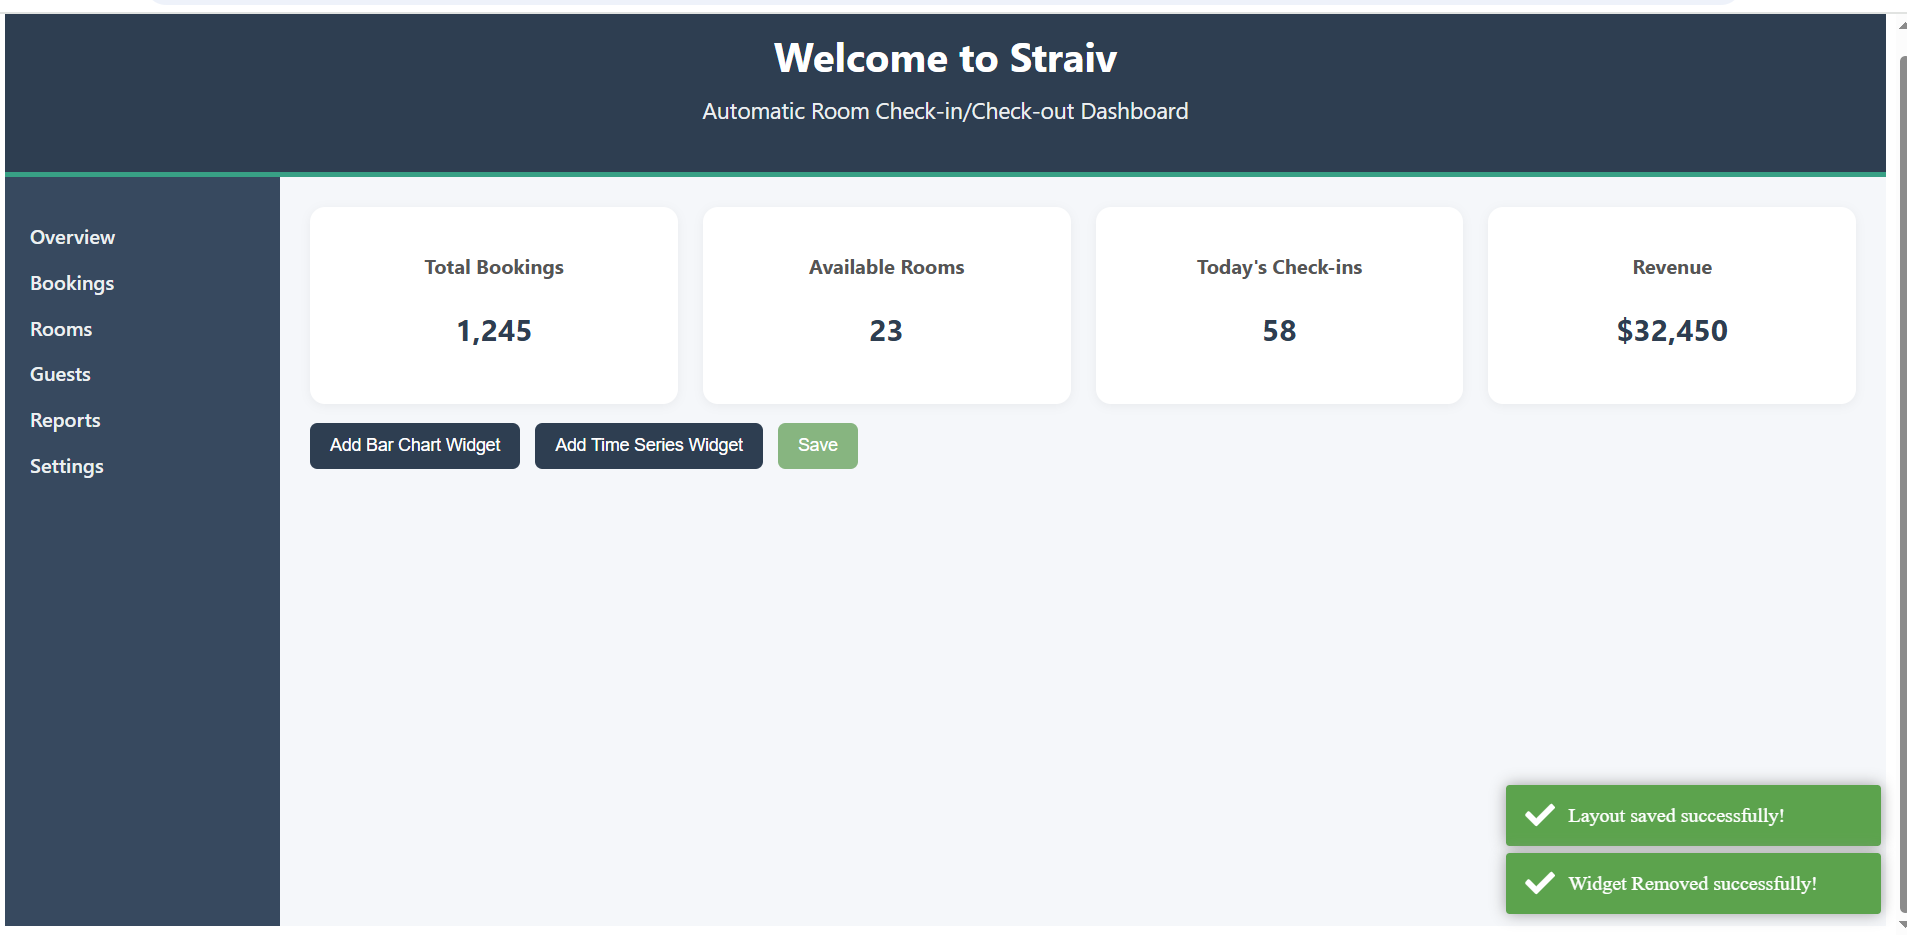 Welcome to Straiv
Automatic Room Check-in/Check-out Dashboard
Overview
Bookings
Rooms
Guests
Reports
Settings
Total Bookings
1,245
Available Rooms
23
Today's Check-ins
58
Revenue
$32,450
Add Bar Chart Widget
Add Time Series Widget
Save
Layout saved successfully!
Widget Removed successfully!